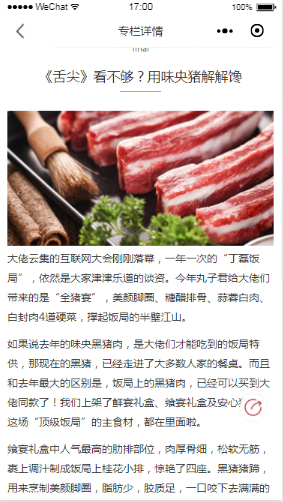 WeChat 17:00 100%
专栏详情
final
《舌尖》看不够？用味央猪解解馋
大佬云集的互联网大会刚刚落幕，一年一次的“丁磊饭
局”，依然是大家津津乐道的谈资。今年丸子君给大佬们
带来的是“全猪宴”，美颜脚圈、糖醋排骨、蒜蓉白肉、
白封肉4道硬菜，撑起饭局的半壁江山。
如果说去年的味央黑猪肉，是大佬们才能吃到的饭局特
供，那现在的黑猪，已经走进了大多数人家的餐桌。而且
和去年最大的区别是，饭局上的黑猪肉，已经可以买到大
佬同款了！我们上架了鲜宴礼盒、飨宴礼盒及安心
这场“顶级饭局”的主食材，都在里面啦。
飨宴礼盒中人气最高的肋排部位，肉厚骨细，松软无筋，
裹上调汁制成饭局上桂花小排，惊艳了四座。黑猪猪蹄，
用来烹制美颜脚圈，脂肪少，胶质足，一口咬下去满满的